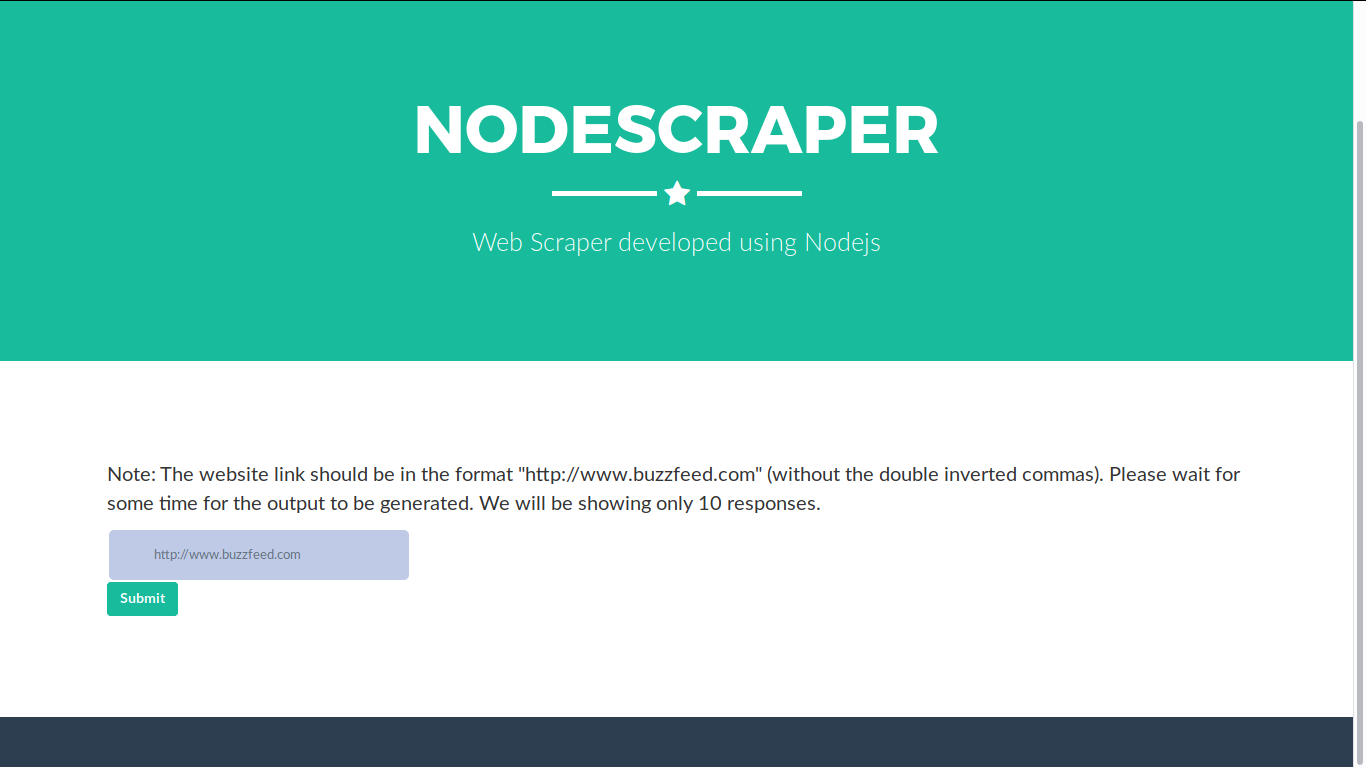 NODESCRAPER
Web Scraper developed using Nodejs
Note: The website link should be in the format "http://www.buzzfeed.com" (without the double inverted commas). Please wait for
some time for the output to be generated. We will be showing only 10 responses.
http://www.buzzfeed.com
Submit